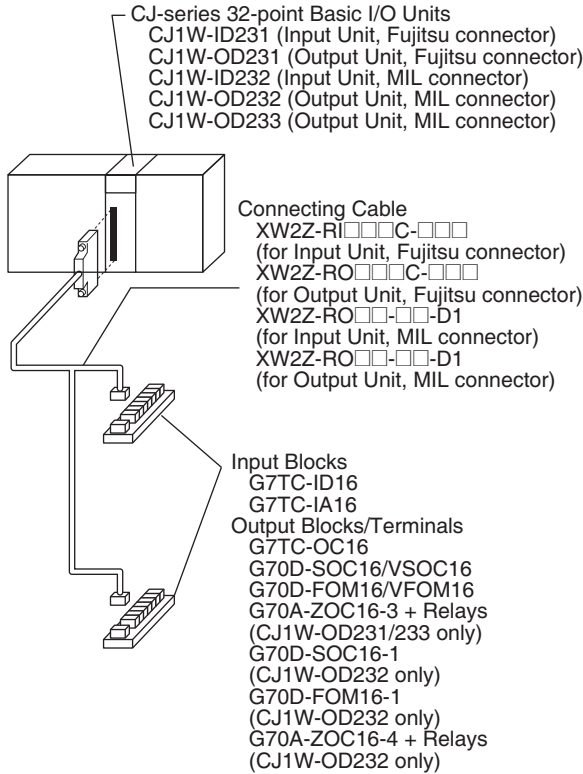 CJ-series 32-point Basic I/O Units
CJ1W-ID231 (Input Unit, Fujitsu connector)
CJ1W-OD231 (Output Unit, Fujitsu connector)
CJ1W-ID232 (Input Unit, MIL connector)
CJ1W-OD232 (Output Unit, MIL connector)
CJ1W-OD233 (Output Unit, MIL connector)
Connecting Cable
XW2Z-RI□□□C-□□□
(for Input Unit, Fujitsu connector)
XW2Z-RO□□□C-□□□
(for Output Unit, Fujitsu connector)
XW2Z-RO□□-□□-D1
(for Input Unit, MIL connector)
XW2Z-RO□□-□□-D1
(for Output Unit, MIL connector)
Input Blocks
G7TC-ID16
G7TC-IA16
Output Blocks/Terminals
G7TC-OC16
G70D-SOC16/VSOC16
G70D-FOM16/VFOM16
G70A-ZOC16-3 + Relays
(CJ1W-OD231/233 only)
G70D-SOC16-1
(CJ1W-OD232 only)
G70D-FOM16-1
(CJ1W-OD232 only)
G70A-ZOC16-4 + Relays
(CJ1W-OD232 only)